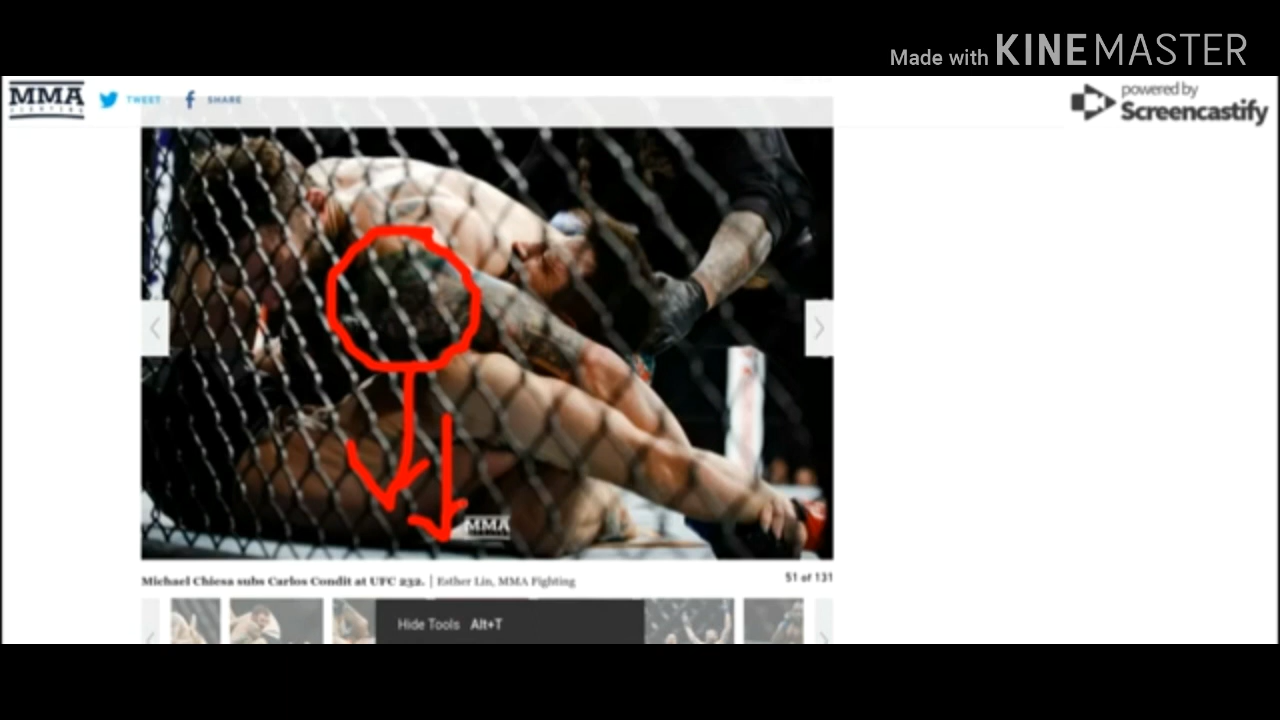 Made with KINEMASTER
MMA
FIGHTING
TWEET
SHARE
powered by
Screencastify
MMA
Michael Chiesa subs Carlos Condit at UFC 232. | Esther Lin, MMA Fighting
51 of 131
Hide Tools Alt+T